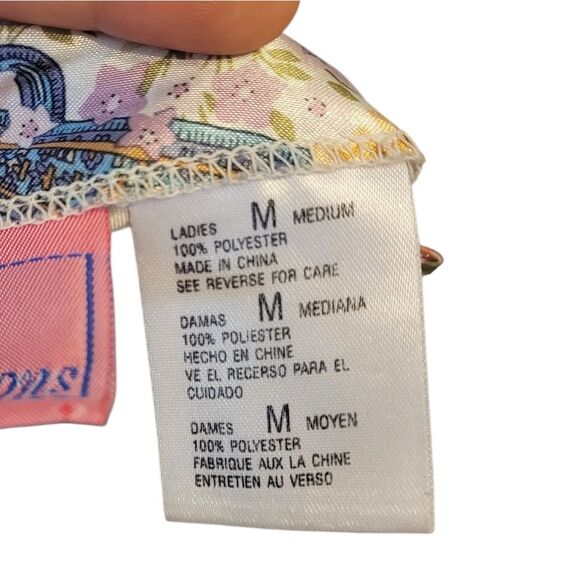 LADIES M MEDIUM
100% POLYESTER
MADE IN CHINA
SEE REVERSE FOR CARE
DAMAS M MEDIANA
100% POLIESTER
HECHO EN CHINE
VE EL RECERSO PARA EL
CUIDADO
DAMES M MOYEN
100% POLYESTER
FABRIQUE AUX LA CHINE
ENTRETIEN AU VERSO